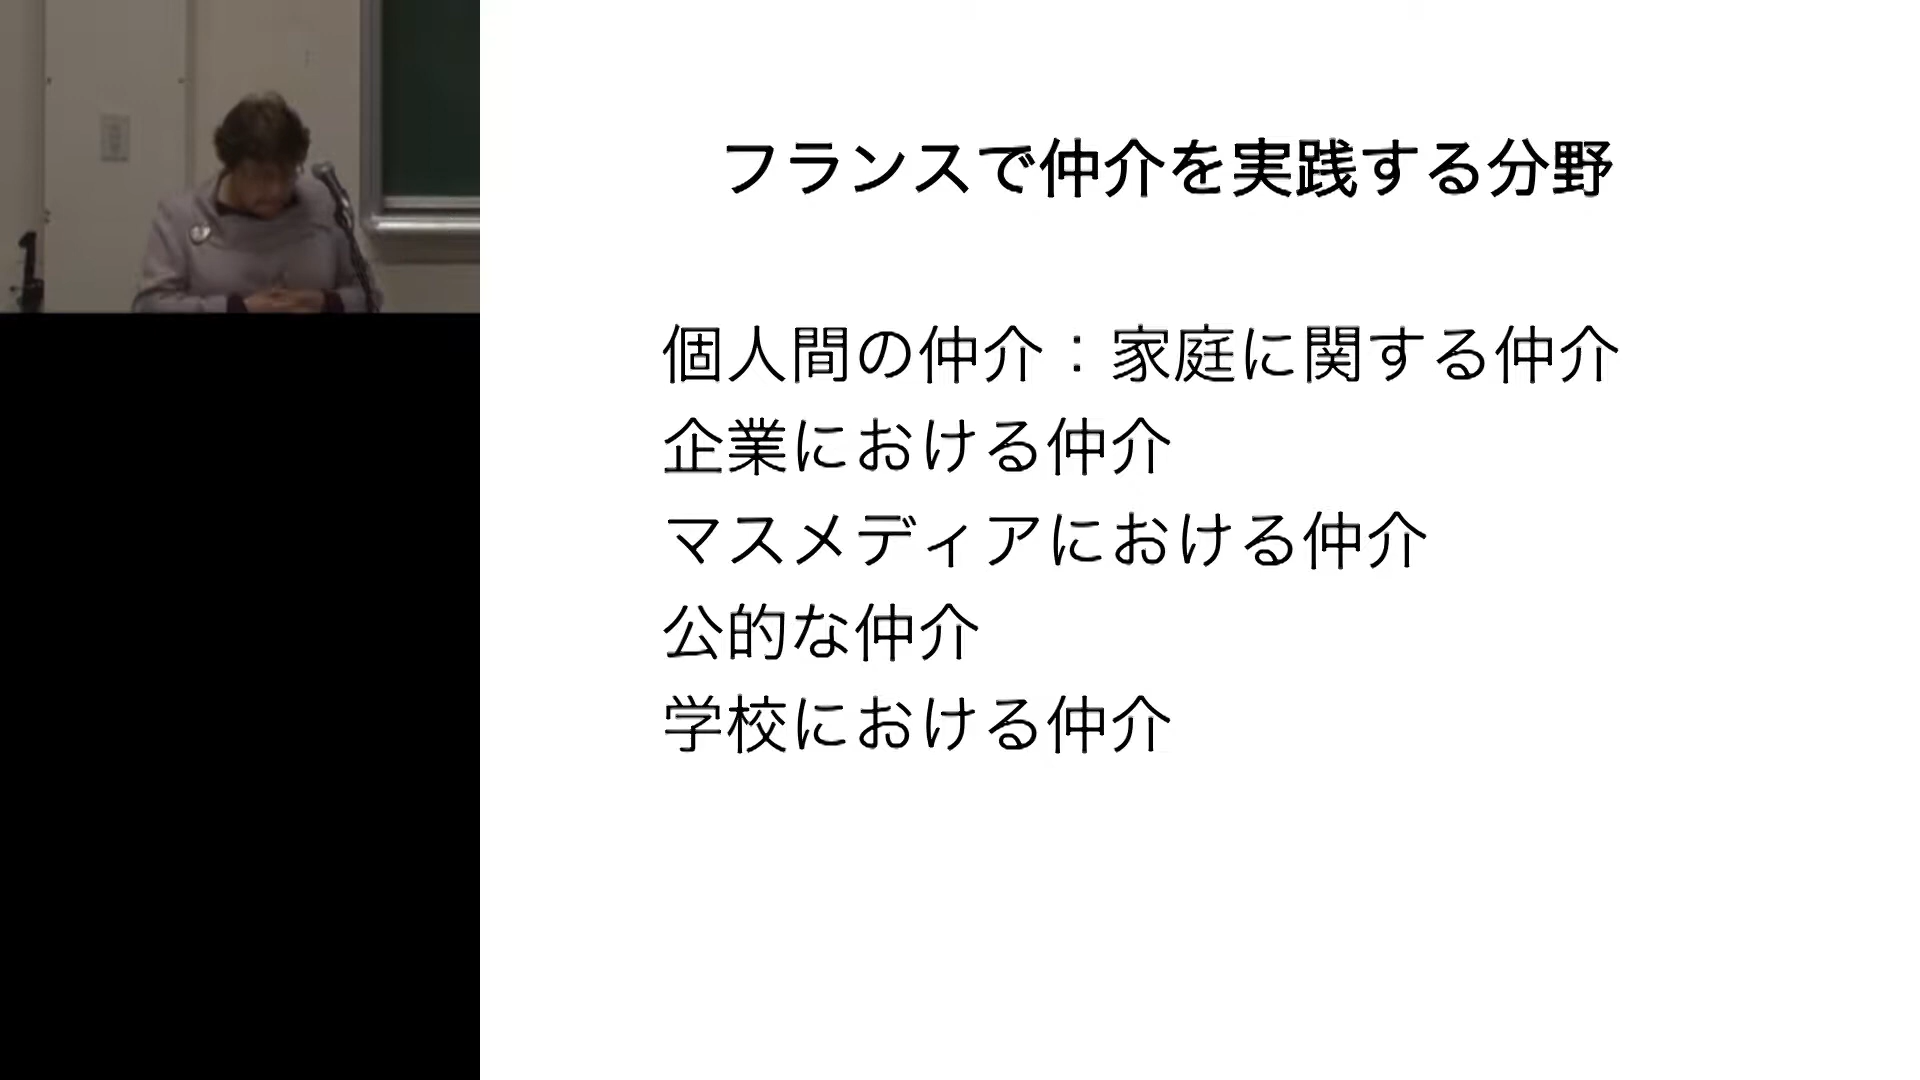 フランスで仲介を実践する分野
個人間の仲介：家庭に関する仲介
企業における仲介
マスメディアにおける仲介
公的な仲介
学校における仲介